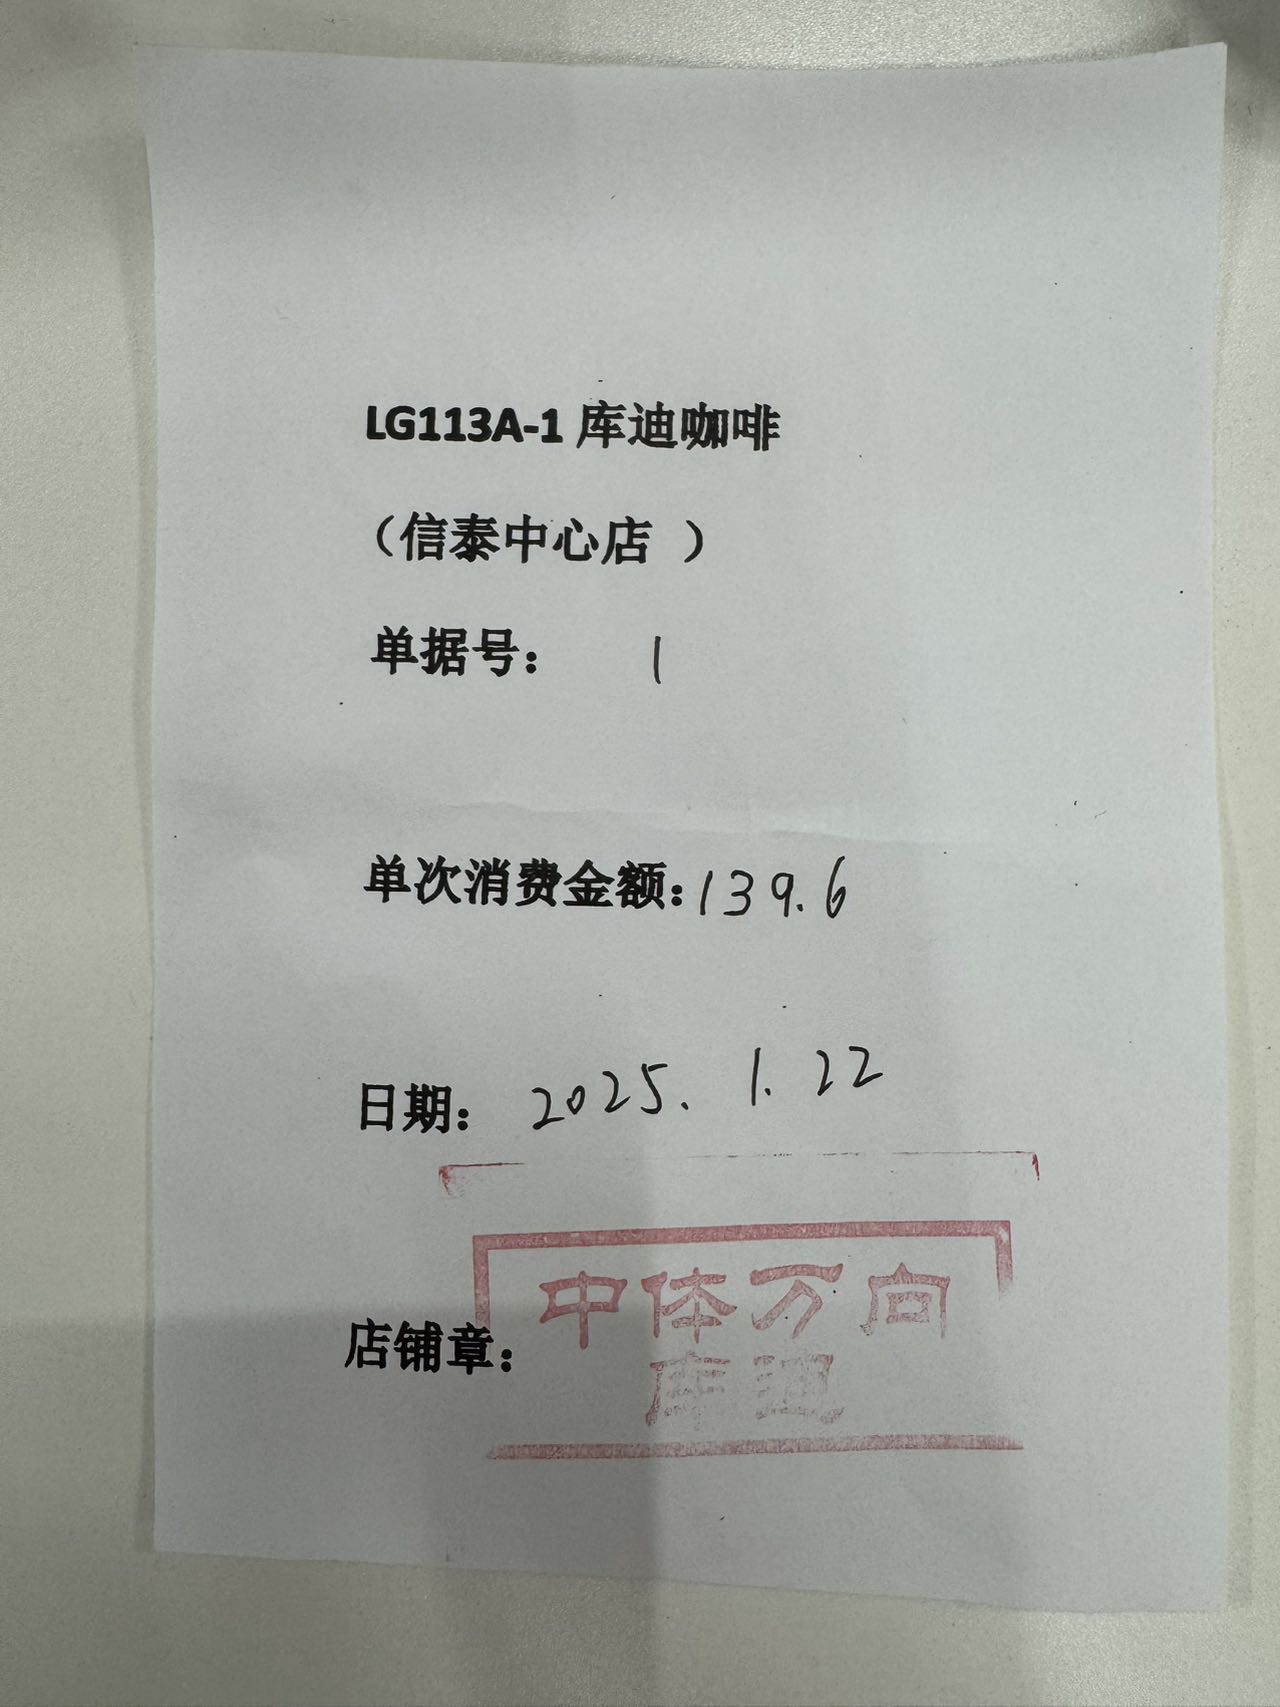 LG113A-1 库迪咖啡
（信泰中心店 ）
单据号： 1
单次消费金额：139.6
日期： 2025. 1. 22
中体万向
店铺章：
库迪